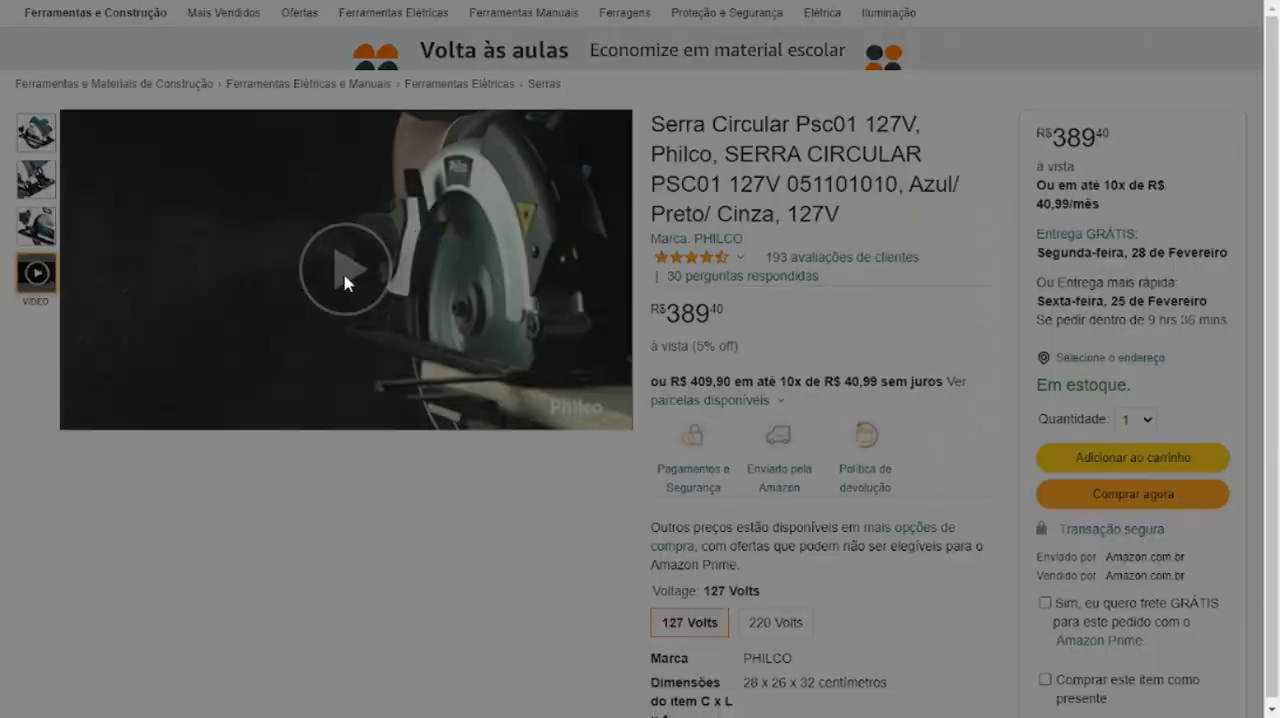 Ferramentas e Construção Mais Vendidos Ofertas Ferramentas Elétricas Ferramentas Manuais Ferragens Proteção e Segurança Elétrica Iluminação
Volta às aulas Economize em material escolar
Ferramentas e Materiais de Construção › Ferramentas Elétricas e Manuais › Ferramentas Elétricas › Serras
VÍDEO
Philco
Serra Circular Psc01 127V,
Philco, SERRA CIRCULAR
PSC01 127V 051101010, Azul/
Preto/ Cinza, 127V
Marca: PHILCO
193 avaliações de clientes
| 30 perguntas respondidas
R$38940
à vista (5% off)
ou R$ 409,90 em até 10x de R$ 40,99 sem juros Ver
parcelas disponíveis
Pagamentos e
Segurança
Enviado pela
Amazon
Política de
devolução
Outros preços estão disponíveis em mais opções de
compra, com ofertas que podem não ser elegíveis para o
Amazon Prime.
Voltage: 127 Volts
127 Volts 220 Volts
Marca PHILCO
Dimensões 28 x 26 x 32 centímetros
do item C x L
R$38940
à vista
Ou em até 10x de R$
40,99/mês
Entrega GRÁTIS:
Segunda-feira, 28 de Fevereiro
Ou Entrega mais rápida:
Sexta-feira, 25 de Fevereiro
Se pedir dentro de 9 hrs 36 mins
Selecione o endereço
Em estoque.
Quantidade: 1
Adicionar ao carrinho
Comprar agora
Transação segura
Enviado por Amazon.com.br
Vendido por Amazon.com.br
Sim, eu quero frete GRÁTIS
para este pedido com o
Amazon Prime.
Comprar este item como
presente